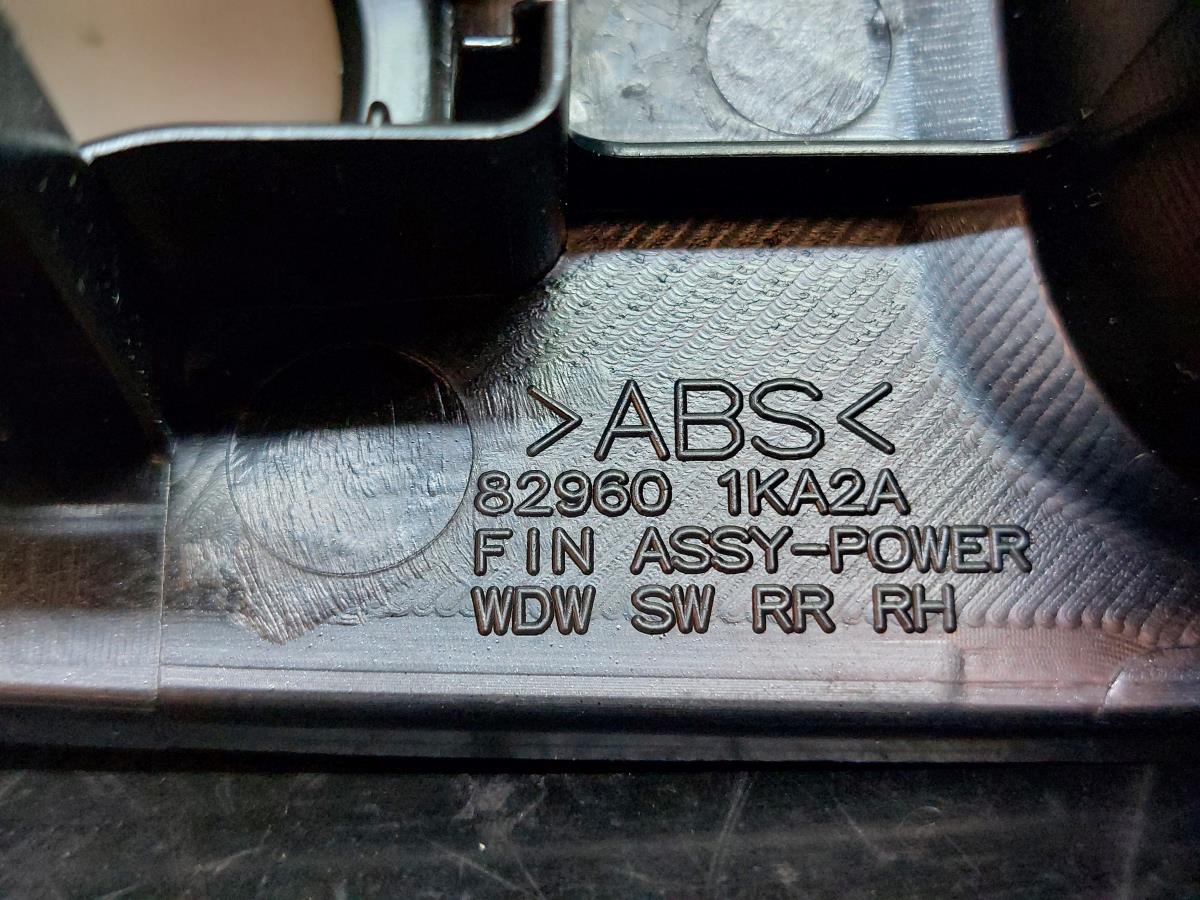 >ABS<
82960 1KA2A
FIN ASSY-POWER
WDW SW RR RH